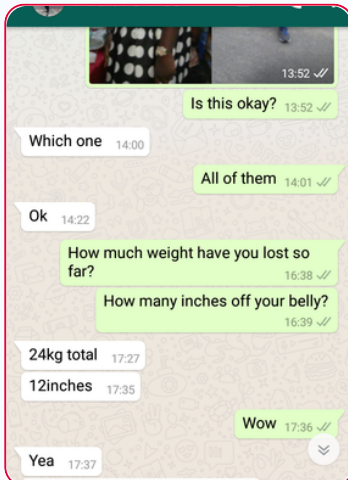 13:52
Is this okay? 13:52
Which one 14:00
All of them 14:01
Ok 14:22
How much weight have you lost so
far? 16:38
How many inches off your belly?
16:39
24kg total 17:27
12inches 17:35
Wow 17:36
Yea 17:37